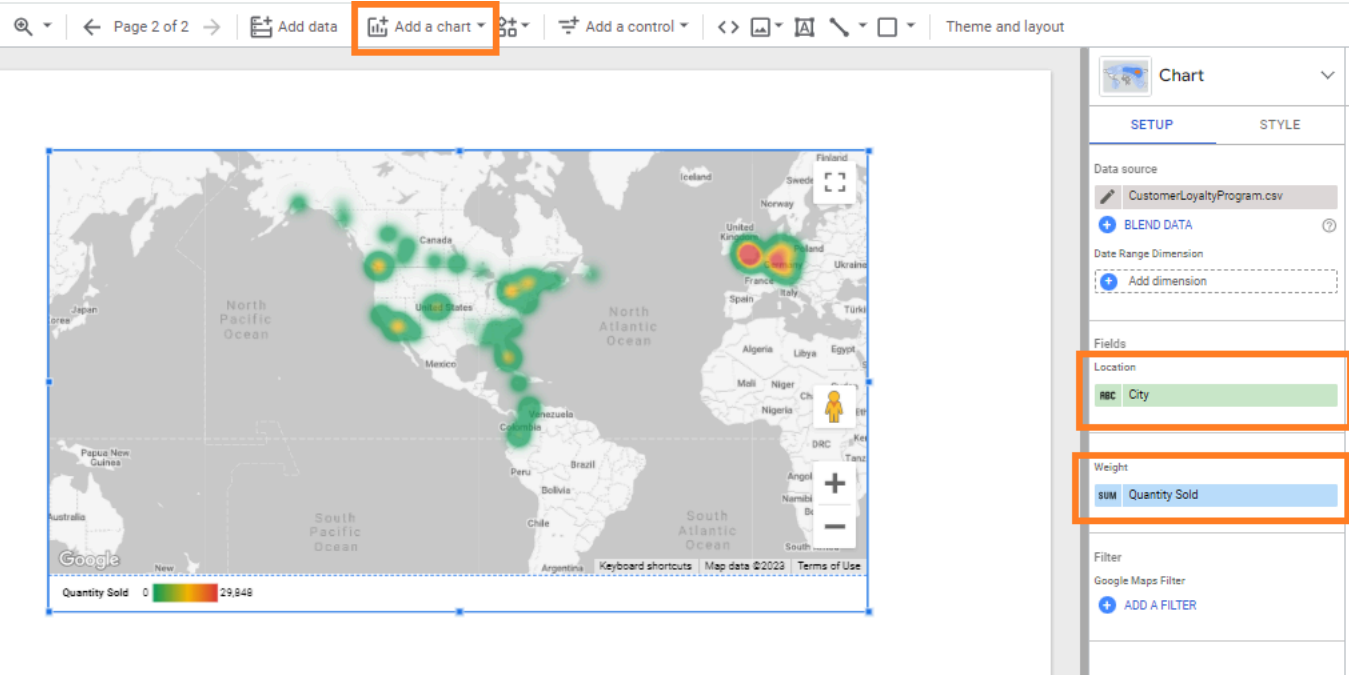 Page 2 of 2
Add data
Add a chart
Add a control
Theme and layout
Chart
SETUP
STYLE
Data source
CustomerLoyaltyProgram.csv
BLEND DATA
Date Range Dimension
Add dimension
Fields
Location
ABC City
Weight
SUM Quantity Sold
Filter
Google Maps Filter
ADD A FILTER
Finland
Iceland
Norway
United
Kingdom
Canada
Ukraine
France
Italy
Spain
United States
North
Pacific
Ocean
North
Atlantic
Ocean
Japan
Mexico
Algeria
Libya
Egypt
Mali
Niger
Nigeria
Venezuela
Colombia
DRC
Papua New
Guinea
Peru
Brazil
Bolivia
Chile
South
Pacific
Ocean
South
Atlantic
Ocean
Google
New
Argentina
Keyboard shortcuts
Map data ©2023
Terms of Use
Quantity Sold 0 29,848